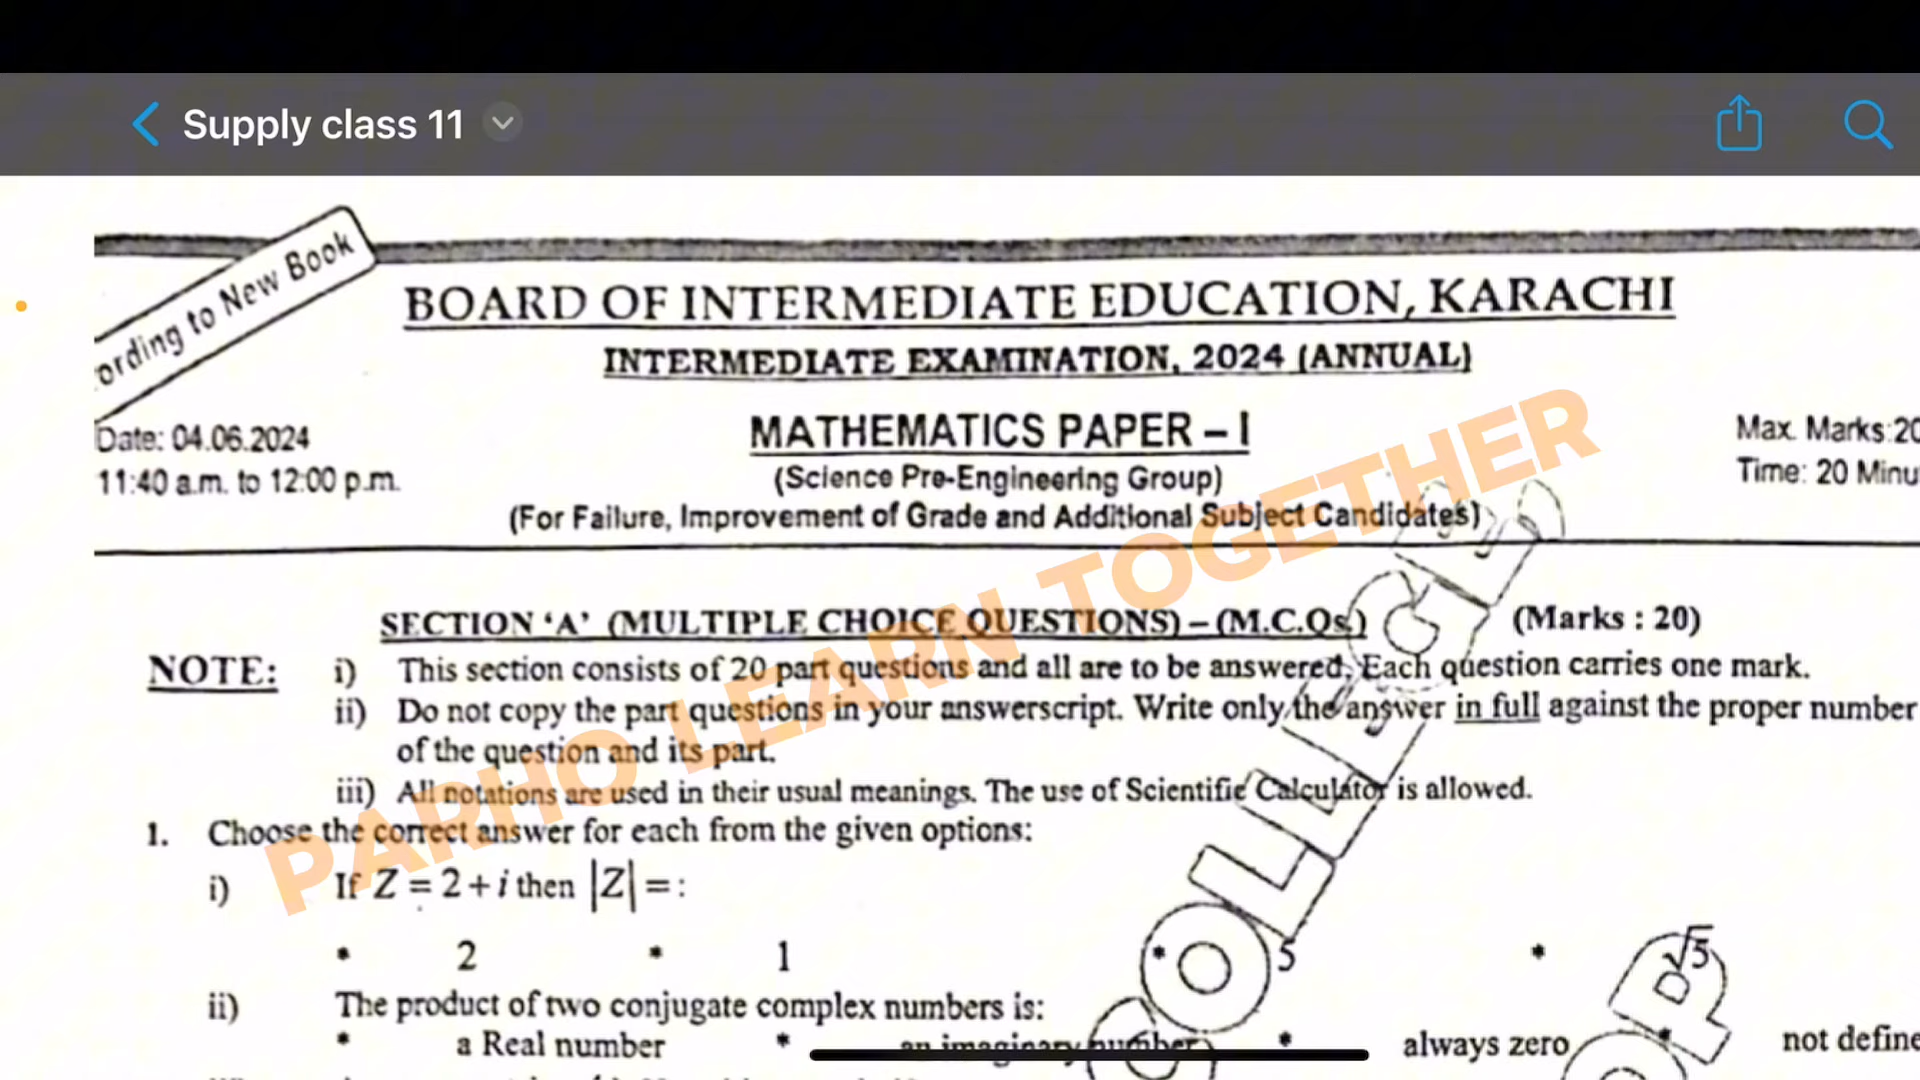 Supply class 11
ording to New Book
BOARD OF INTERMEDIATE EDUCATION, KARACHI
INTERMEDIATE EXAMINATION, 2024 (ANNUAL)
Date: 04.06.2024
MATHEMATICS PAPER – I
Max. Marks:20
11:40 a.m. to 12:00 p.m.
(Science Pre-Engineering Group)
Time: 20 Minu
(For Failure, Improvement of Grade and Additional Subject Candidates)
SECTION ‘A’ (MULTIPLE CHOICE QUESTIONS) – (M.C.Qs.) (Marks : 20)
NOTE: i) This section consists of 20 part questions and all are to be answered. Each question carries one mark.
ii) Do not copy the part questions in your answerscript. Write only the answer in full against the proper number
of the question and its part.
iii) All notations are used in their usual meanings. The use of Scientific Calculator is allowed.
1. Choose the correct answer for each from the given options:
i) If Z = 2 + i then |Z| = :
* 2 * 1 * 5 * √5
ii) The product of two conjugate complex numbers is:
* a Real number * an imaginary number * always zero * not define
PARHO LEARN TOGETHER
COLLEGE